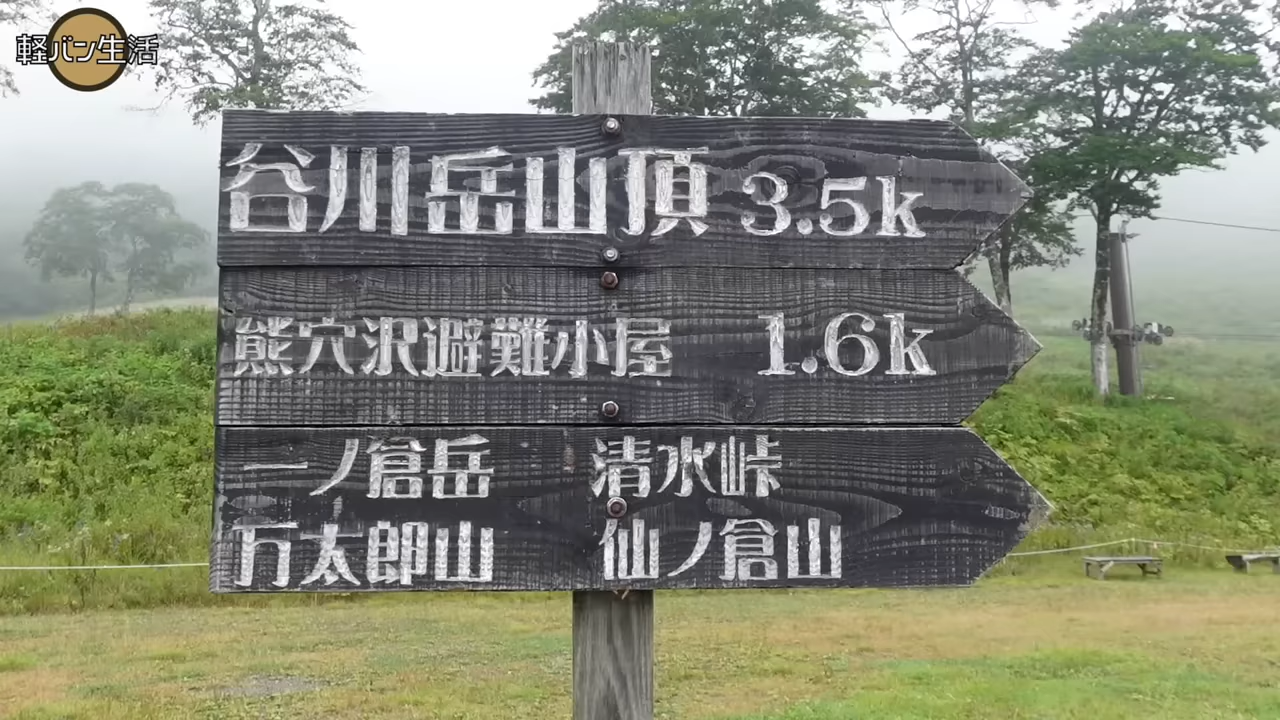 軽バン生活
谷川岳山頂 3.5k
熊穴沢避難小屋 1.6k
一ノ倉岳 清水峠
万太郎山 仙ノ倉山